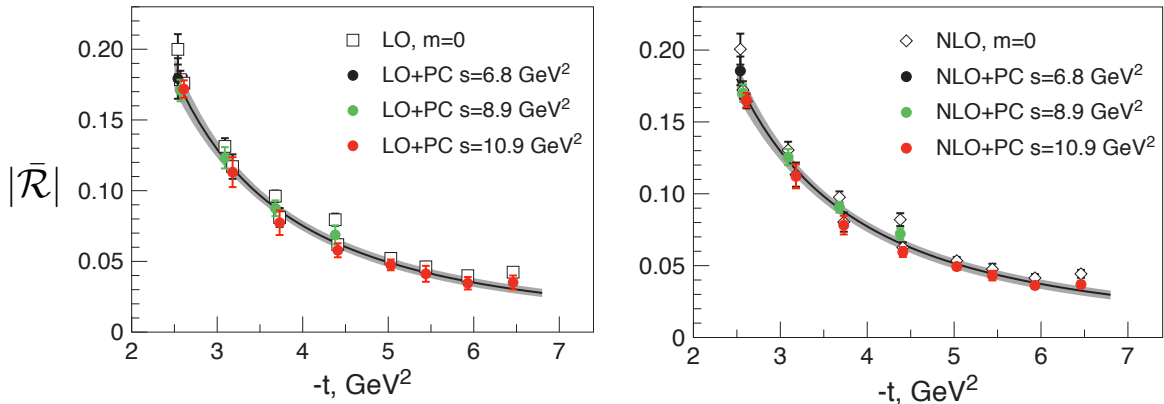 |R̄|
0.20
0.15
0.10
0.05
0
2 3 4 5 6 7
-t, GeV²
LO, m=0
LO+PC s=6.8 GeV²
LO+PC s=8.9 GeV²
LO+PC s=10.9 GeV²
0.20
0.15
0.10
0.05
0
2 3 4 5 6 7
-t, GeV²
NLO, m=0
NLO+PC s=6.8 GeV²
NLO+PC s=8.9 GeV²
NLO+PC s=10.9 GeV²